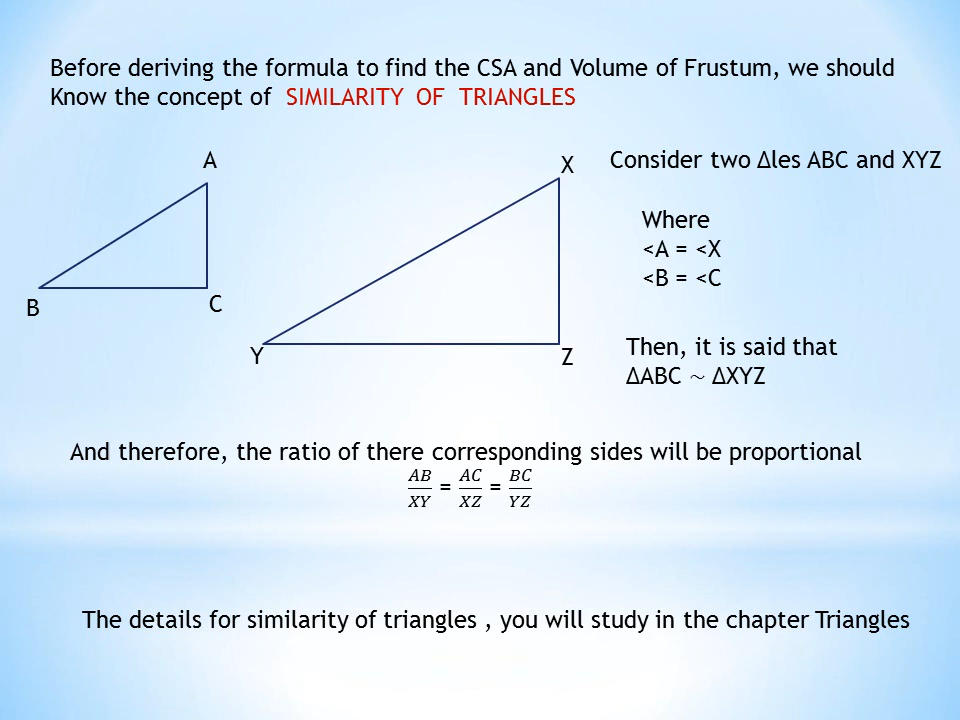 Before deriving the formula to find the CSA and Volume of Frustum, we should
Know the concept of SIMILARITY OF TRIANGLES
A
B
C
X
Y
Z
Consider two Δles ABC and XYZ
Where
<A = <X
<B = <C
Then, it is said that
ΔABC ~ ΔXYZ
And therefore, the ratio of there corresponding sides will be proportional
AB/XY = AC/XZ = BC/YZ
The details for similarity of triangles , you will study in the chapter Triangles